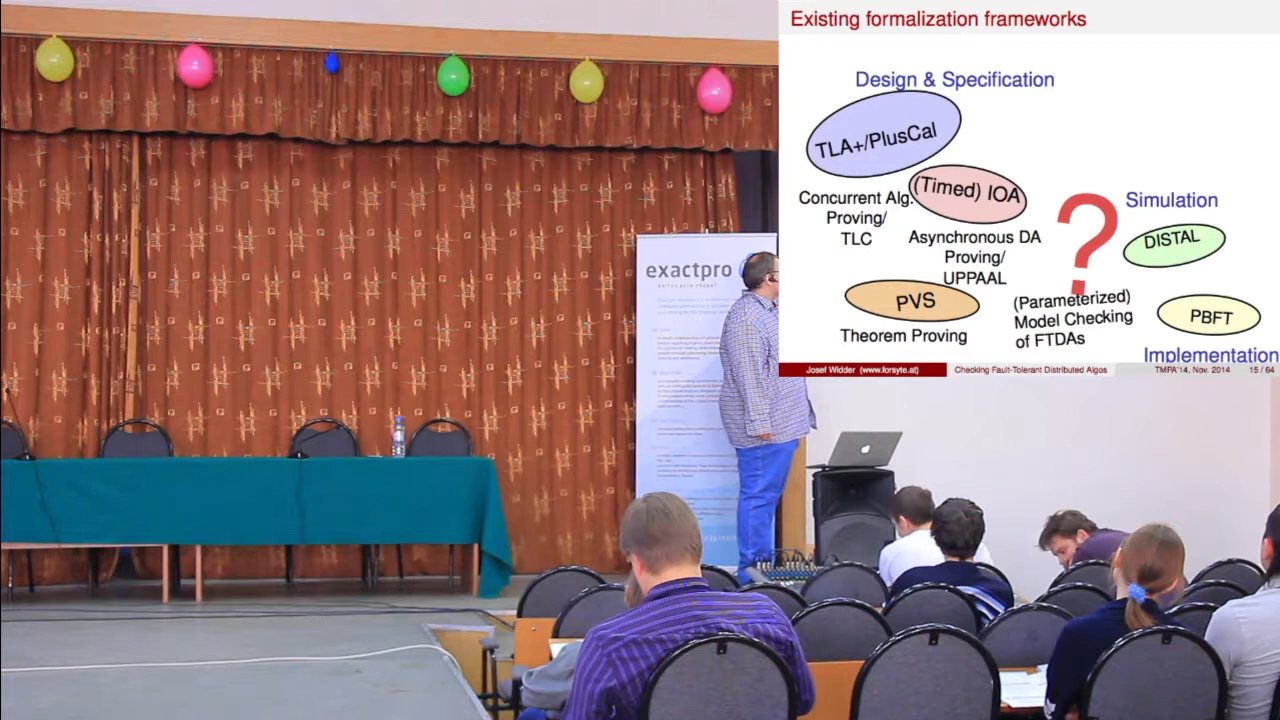 Existing formalization frameworks
Design & Specification
TLA+/PlusCal
(Timed) IOA
Concurrent Alg.
Proving/
TLC
Asynchronous DA
Proving/
UPPAAL
?
Simulation
DISTAL
PVS
Theorem Proving
(Parameterized)
Model Checking
of FTDAs
PBFT
Implementation
Josef Widder (www.forsyte.at)
Checking Fault-Tolerant Distributed Algos
TMPA'14, Nov. 2014
15 / 64
exactpro